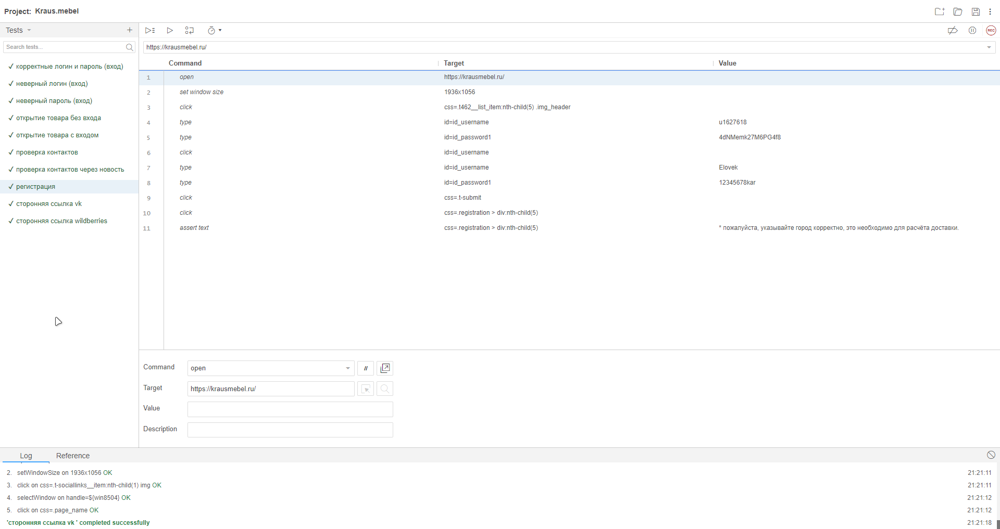 Project: Kraus.mebel
Tests
Search tests...
✓ корректные логин и пароль (вход)
✓ неверный логин (вход)
✓ неверный пароль (вход)
✓ открытие товара без входа
✓ открытие товара с входом
✓ проверка контактов
✓ проверка контактов через новость
✓ регистрация
✓ сторонняя ссылка vk
✓ сторонняя ссылка wildberries
REC
https://krausmebel.ru/
Command Target Value
1 open https://krausmebel.ru/
2 set window size 1936x1056
3 click css=.t462__list_item:nth-child(5) .img_header
4 type id=id_username u1627618
5 type id=id_password1 4dNMemk27M6PG4f8
6 click id=id_username
7 type id=id_username Elovek
8 type id=id_password1 12345678kar
9 click css=.t-submit
10 click css=.registration > div:nth-child(5)
11 assert text css=.registration > div:nth-child(5) * пожалуйста, указывайте город корректно, это необходимо для расчёта доставки.
Command open //
Target https://krausmebel.ru/
Value
Description
Log Reference
2. setWindowSize on 1936x1056 OK 21:21:11
3. click on css=.t-sociallinks__item:nth-child(1) img OK 21:21:11
4. selectWindow on handle=${win8504} OK 21:21:12
5. click on css=.page_name OK 21:21:12
'сторонняя ссылка vk ' completed successfully 21:21:18